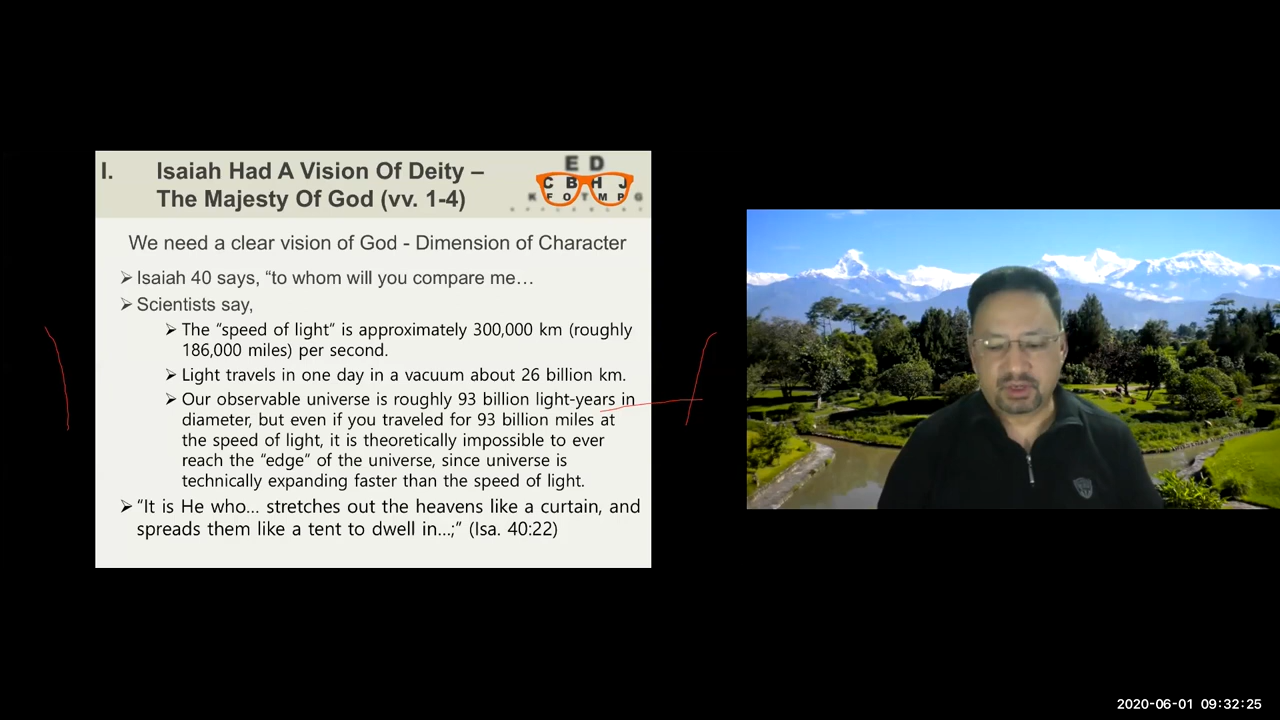 I. Isaiah Had A Vision Of Deity –
The Majesty Of God (vv. 1-4)
E D
C B H J
K F O T M P G
We need a clear vision of God - Dimension of Character
➢ Isaiah 40 says, “to whom will you compare me…
➢ Scientists say,
➢ The “speed of light” is approximately 300,000 km (roughly
186,000 miles) per second.
➢ Light travels in one day in a vacuum about 26 billion km.
➢ Our observable universe is roughly 93 billion light-years in
diameter, but even if you traveled for 93 billion miles at
the speed of light, it is theoretically impossible to ever
reach the “edge” of the universe, since universe is
technically expanding faster than the speed of light.
➢ “It is He who… stretches out the heavens like a curtain, and
spreads them like a tent to dwell in…;” (Isa. 40:22)
2020-06-01 09:32:25